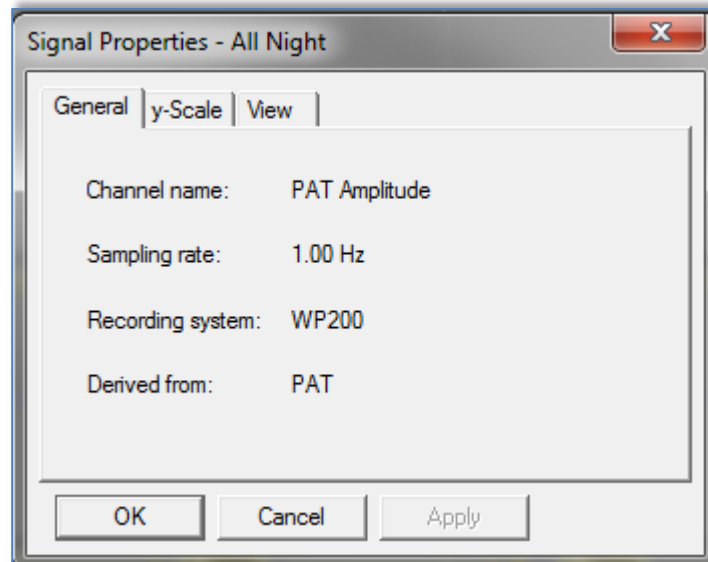 Signal Properties - All Night
General y-Scale View
Channel name: PAT Amplitude
Sampling rate: 1.00 Hz
Recording system: WP200
Derived from: PAT
OK Cancel Apply